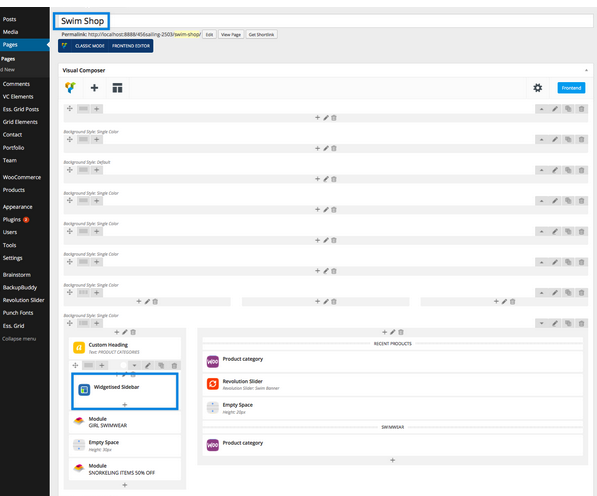 Swim Shop
Posts
Media
Pages
Pages
d New
Comments
VC Elements
Ess. Grid Posts
Grid Elements
Contact
Portfolio
Team
WooCommerce
Products
Appearance
Plugins
Users
Tools
Settings
Brainstorm
BackupBuddy
Revolution Slider
Punch Fonts
Ess. Grid
Collapse menu
Permalink: http://localhost:8888/456sailing-2503/swim-shop/ Edit View Page Get Shortlink
CLASSIC MODE FRONTEND EDITOR
Visual Composer
Frontend
Background Style: Single Color
Background Style: Default
Background Style: Single Color
Background Style: Single Color
Background Style: Single Color
Background Style: Single Color
Background Style: Single Color
Custom Heading
Text: PRODUCT CATEGORIES
Widgetised Sidebar
Module
GIRL SWIMWEAR
Empty Space
Height: 30px
Module
SNORKELING ITEMS 50% OFF
RECENT PRODUCTS
WOO Product category
Revolution Slider
Revolution Slider: Swim Banner
Empty Space
Height: 20px
SWIMWEAR
WOO Product category